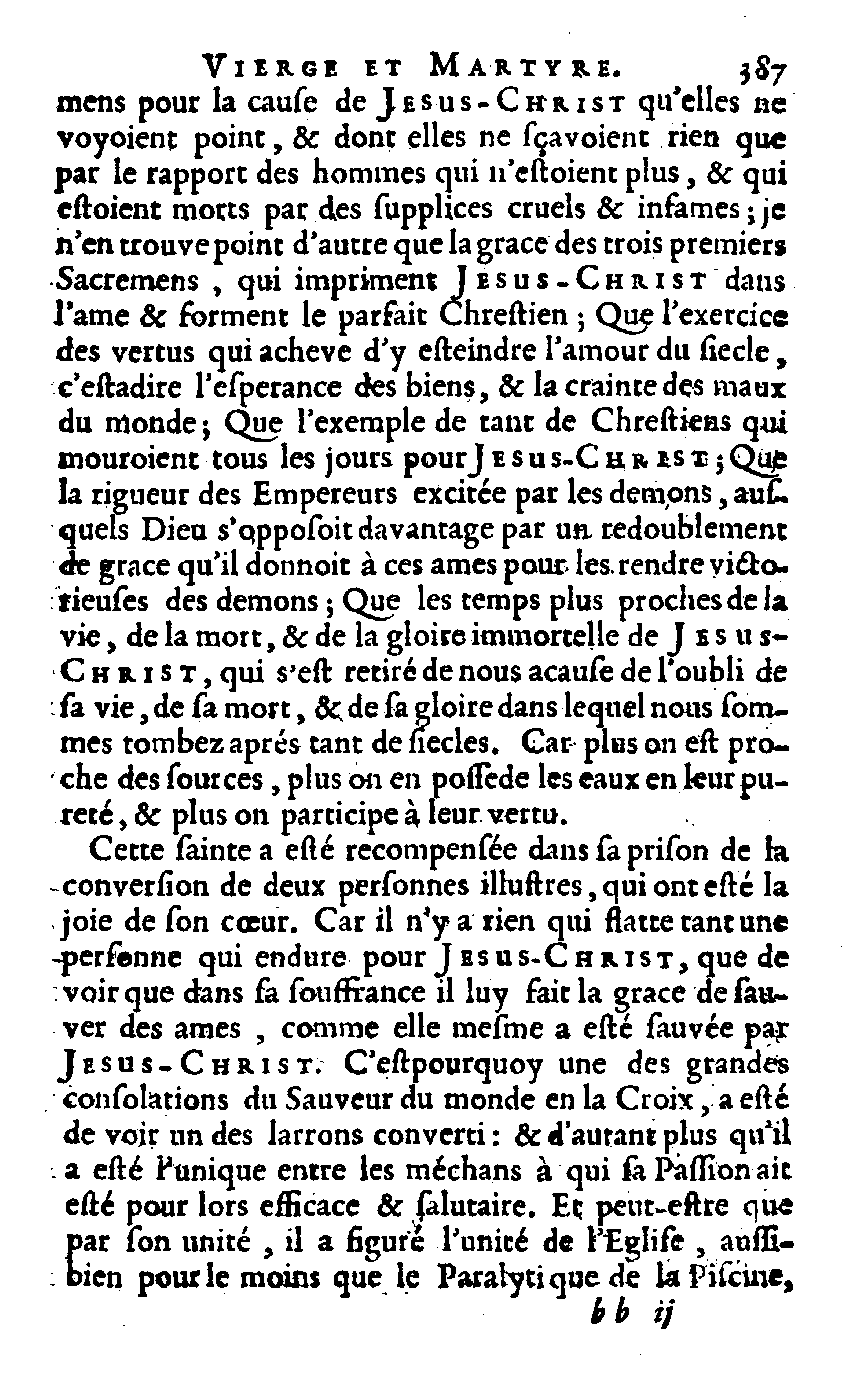 VIERGE ET MARTYRE. 387
mens pour la cauſe de JESUS-CHRIST qu'elles ne
voyoient point, & dont elles ne ſçavoient rien que
par le rapport des hommes qui n'eſtoient plus, & qui
eſtoient morts par des ſupplices cruels & infames; je
n'en trouve point d'autre que la grace des trois premiers
Sacremens, qui impriment JESUS-CHRIST dans
l'ame & forment le parfait Chreſtien; Que l'exercice
des vertus qui acheve d'y eſteindre l'amour du ſiecle,
c'eſtadire l'eſperance des biens, & la crainte des maux
du monde; Que l'exemple de tant de Chreſtiens qui
mouroient tous les jours pour JESUS-CHRIST; Que
la rigueur des Empereurs excitée par les demons, auſ-
quels Dieu s'oppoſoit davantage par un redoublement
de grace qu'il donnoit à ces ames pour les rendre victo-
rieuſes des demons; Que les temps plus proches de la
vie, de la mort, & de la gloire immortelle de JESUS-
CHRIST, qui s'eſt retiré de nous acauſe de l'oubli de
ſa vie, de ſa mort, & de ſa gloire dans lequel nous ſom-
mes tombez aprés tant de ſiecles. Car plus on eſt pro-
che des ſources, plus on en poſſede les eaux en leur pu-
reté, & plus on participe à leur vertu.
Cette ſainte a eſté recompenſée dans ſa priſon de la
converſion de deux perſonnes illuſtres, qui ont eſté la
joie de ſon cœur. Car il n'y a rien qui flatte tant une
perſonne qui endure pour JESUS-CHRIST, que de
voir que dans ſa ſouffrance il luy fait la grace de ſau-
ver des ames, comme elle meſme a eſté ſauvée par
JESUS-CHRIST. C'eſtpourquoy une des grandes
conſolations du Sauveur du monde en la Croix, a eſté
de voir un des larrons converti: & d'autant plus qu'il
a eſté l'unique entre les méchans à qui ſa Paſſion ait
eſté pour lors efficace & ſalutaire. Et peut-eſtre que
par ſon unité, il a figuré l'unité de l'Egliſe, auſſi-
bien pour le moins que le Paralytique de la Piſcine,
bb ij